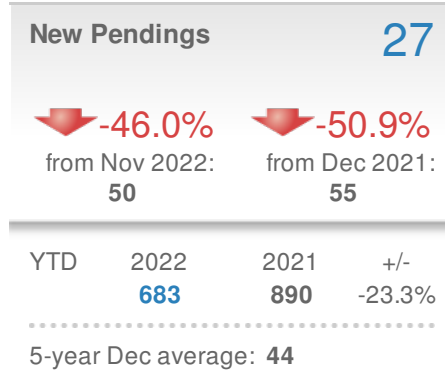 New Pendings 27
-46.0% -50.9%
from Nov 2022: from Dec 2021:
50 55
YTD 2022 2021 +/-
683 890 -23.3%
5-year Dec average: 44